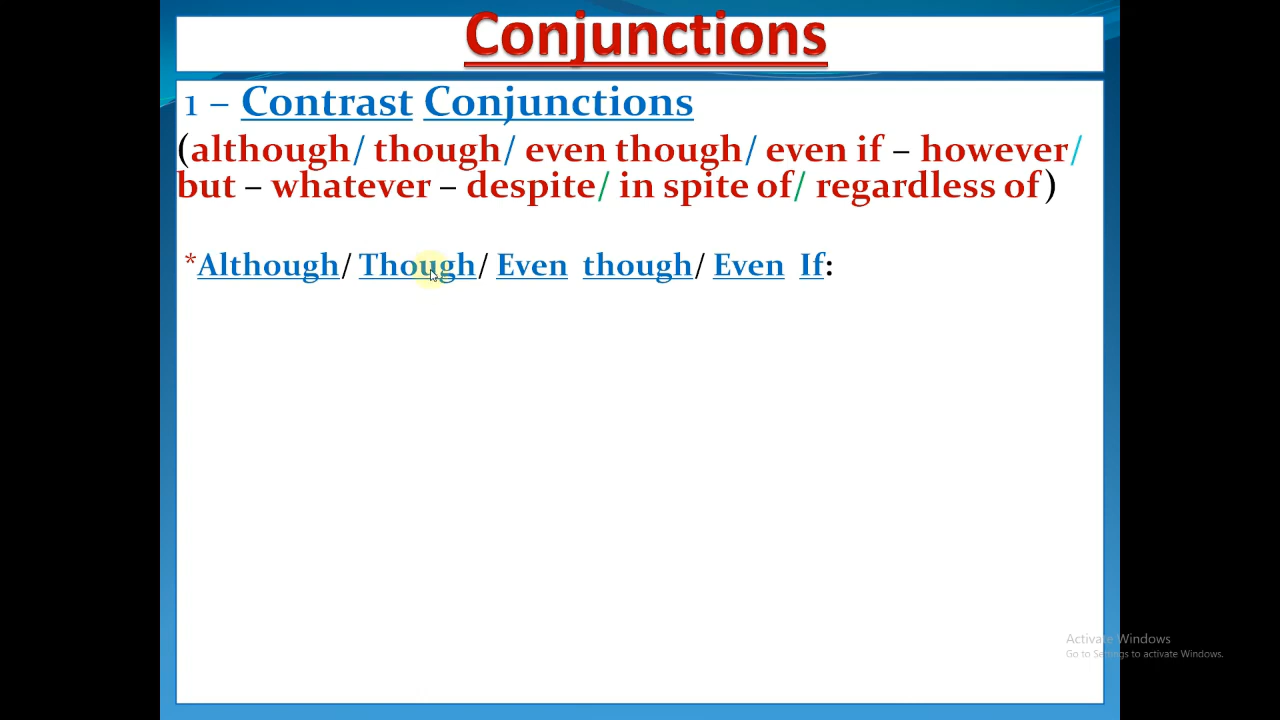 Conjunctions
1 – Contrast Conjunctions
(although/ though/ even though/ even if – however/
but – whatever – despite/ in spite of/ regardless of)
*Although/ Though/ Even though/ Even If:
Activate Windows
Go to Settings to activate Windows.